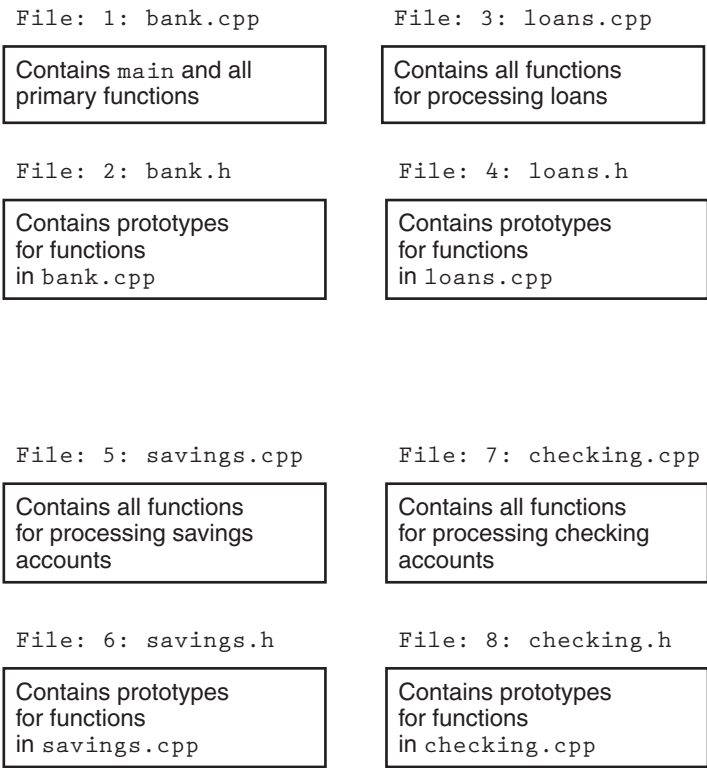 File: 1: bank.cpp
Contains main and all
primary functions
File: 2: bank.h
Contains prototypes
for functions
in bank.cpp
File: 3: loans.cpp
Contains all functions
for processing loans
File: 4: loans.h
Contains prototypes
for functions
in loans.cpp
File: 5: savings.cpp
Contains all functions
for processing savings
accounts
File: 6: savings.h
Contains prototypes
for functions
in savings.cpp
File: 7: checking.cpp
Contains all functions
for processing checking
accounts
File: 8: checking.h
Contains prototypes
for functions
in checking.cpp